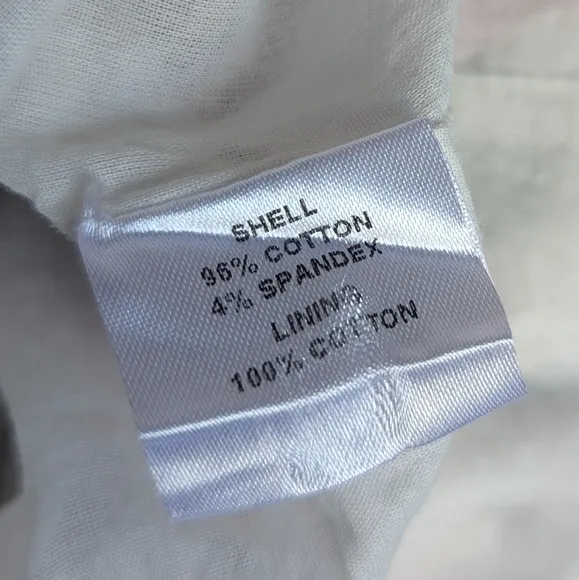 SHELL
96% COTTON
4% SPANDEX
LINING
100% COTTON